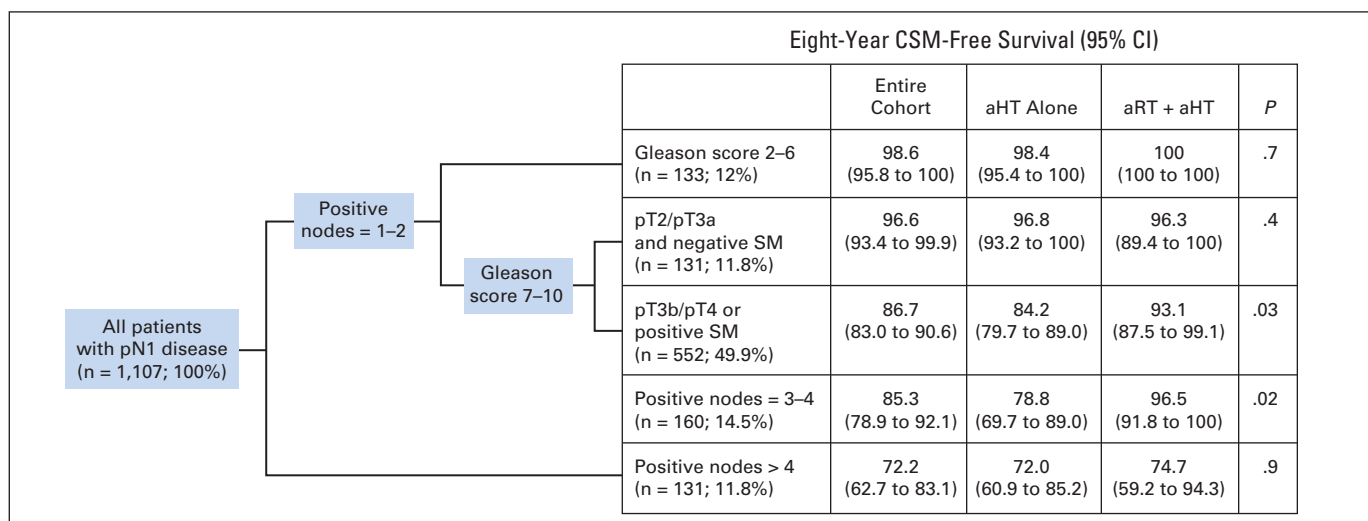 Eight-Year CSM-Free Survival (95% CI)
Entire
Cohort
aHT Alone
aRT + aHT
P
Gleason score 2–6
(n = 133; 12%)
98.6
(95.8 to 100)
98.4
(95.4 to 100)
100
(100 to 100)
.7
pT2/pT3a
and negative SM
(n = 131; 11.8%)
96.6
(93.4 to 99.9)
96.8
(93.2 to 100)
96.3
(89.4 to 100)
.4
pT3b/pT4 or
positive SM
(n = 552; 49.9%)
86.7
(83.0 to 90.6)
84.2
(79.7 to 89.0)
93.1
(87.5 to 99.1)
.03
Positive nodes = 3–4
(n = 160; 14.5%)
85.3
(78.9 to 92.1)
78.8
(69.7 to 89.0)
96.5
(91.8 to 100)
.02
Positive nodes > 4
(n = 131; 11.8%)
72.2
(62.7 to 83.1)
72.0
(60.9 to 85.2)
74.7
(59.2 to 94.3)
.9
Positive
nodes = 1–2
Gleason
score 7–10
All patients
with pN1 disease
(n = 1,107; 100%)